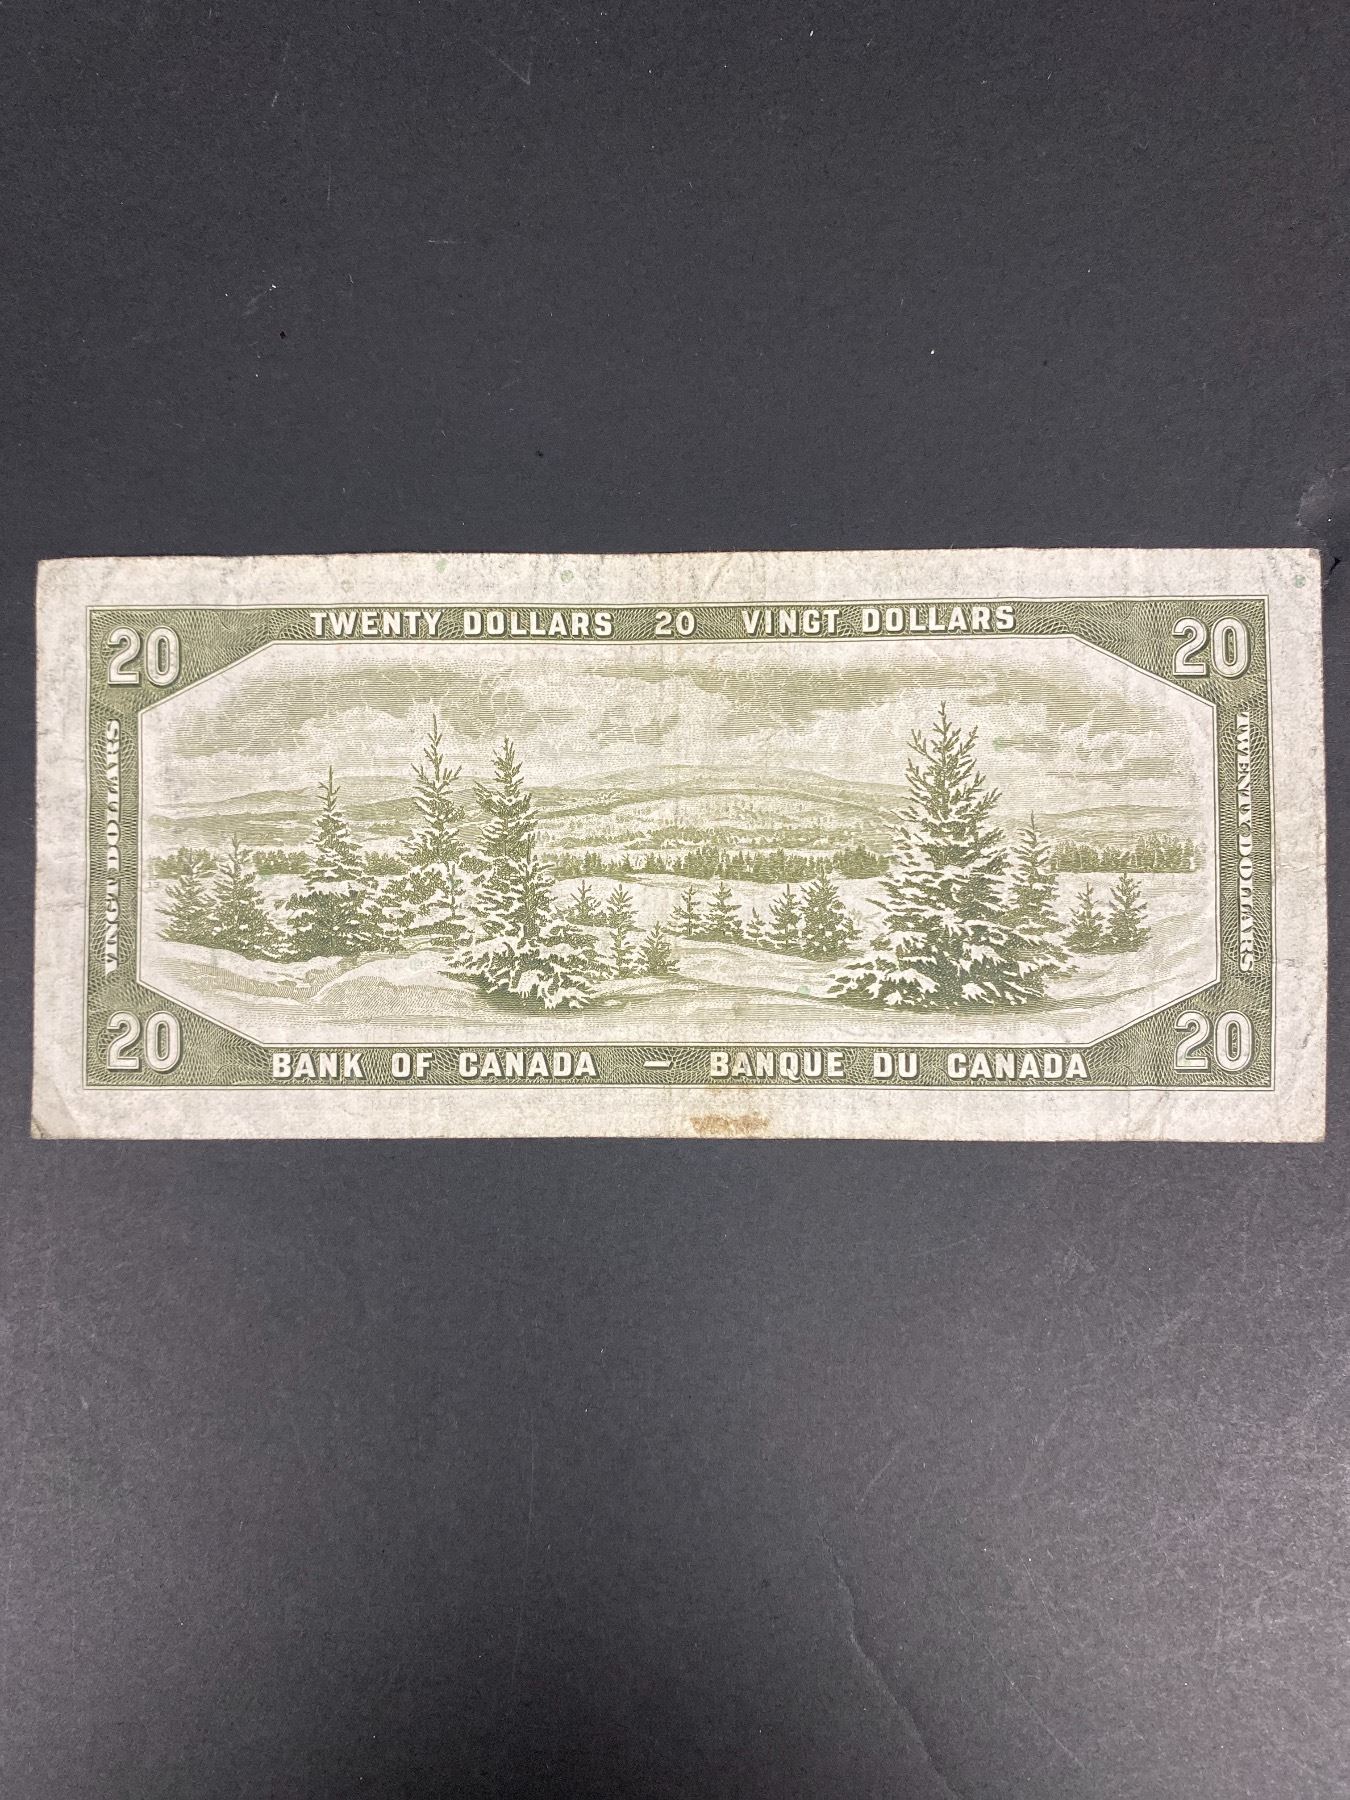 TWENTY DOLLARS 20 VINGT DOLLARS
20
20
VINGT DOLLARS
TWENTY DOLLARS
20
20
BANK OF CANADA — BANQUE DU CANADA